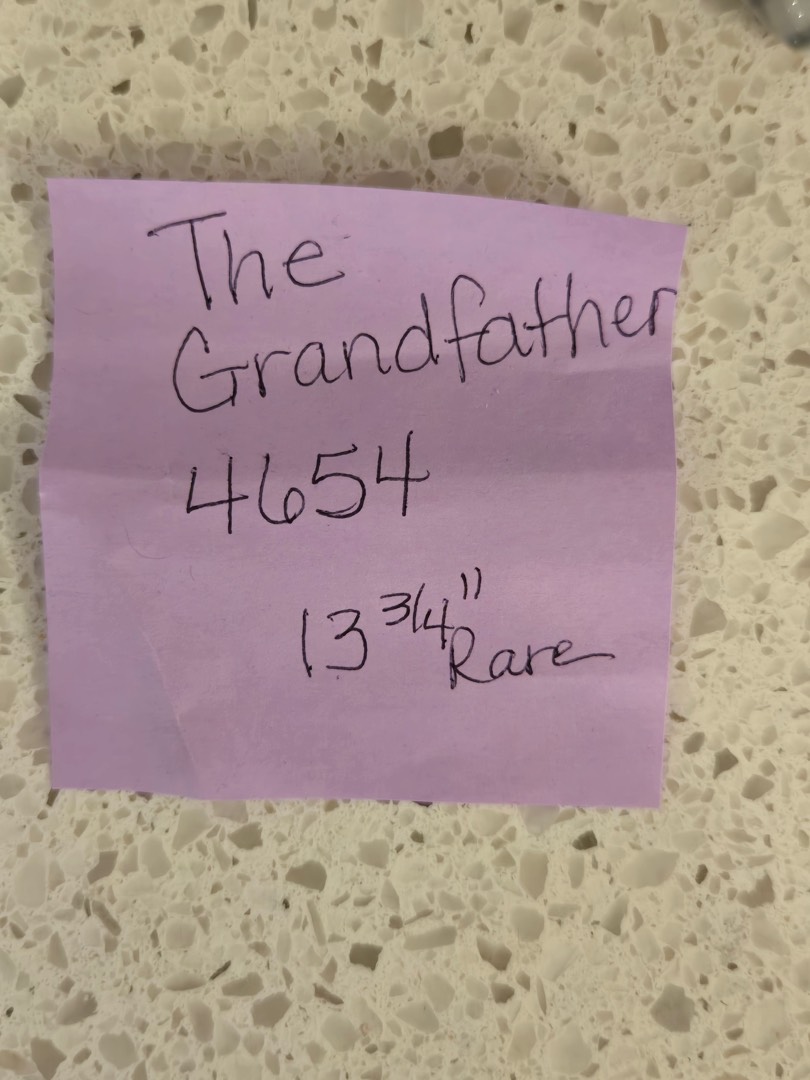 The
Grandfather
4654
13 3/4"
Rare